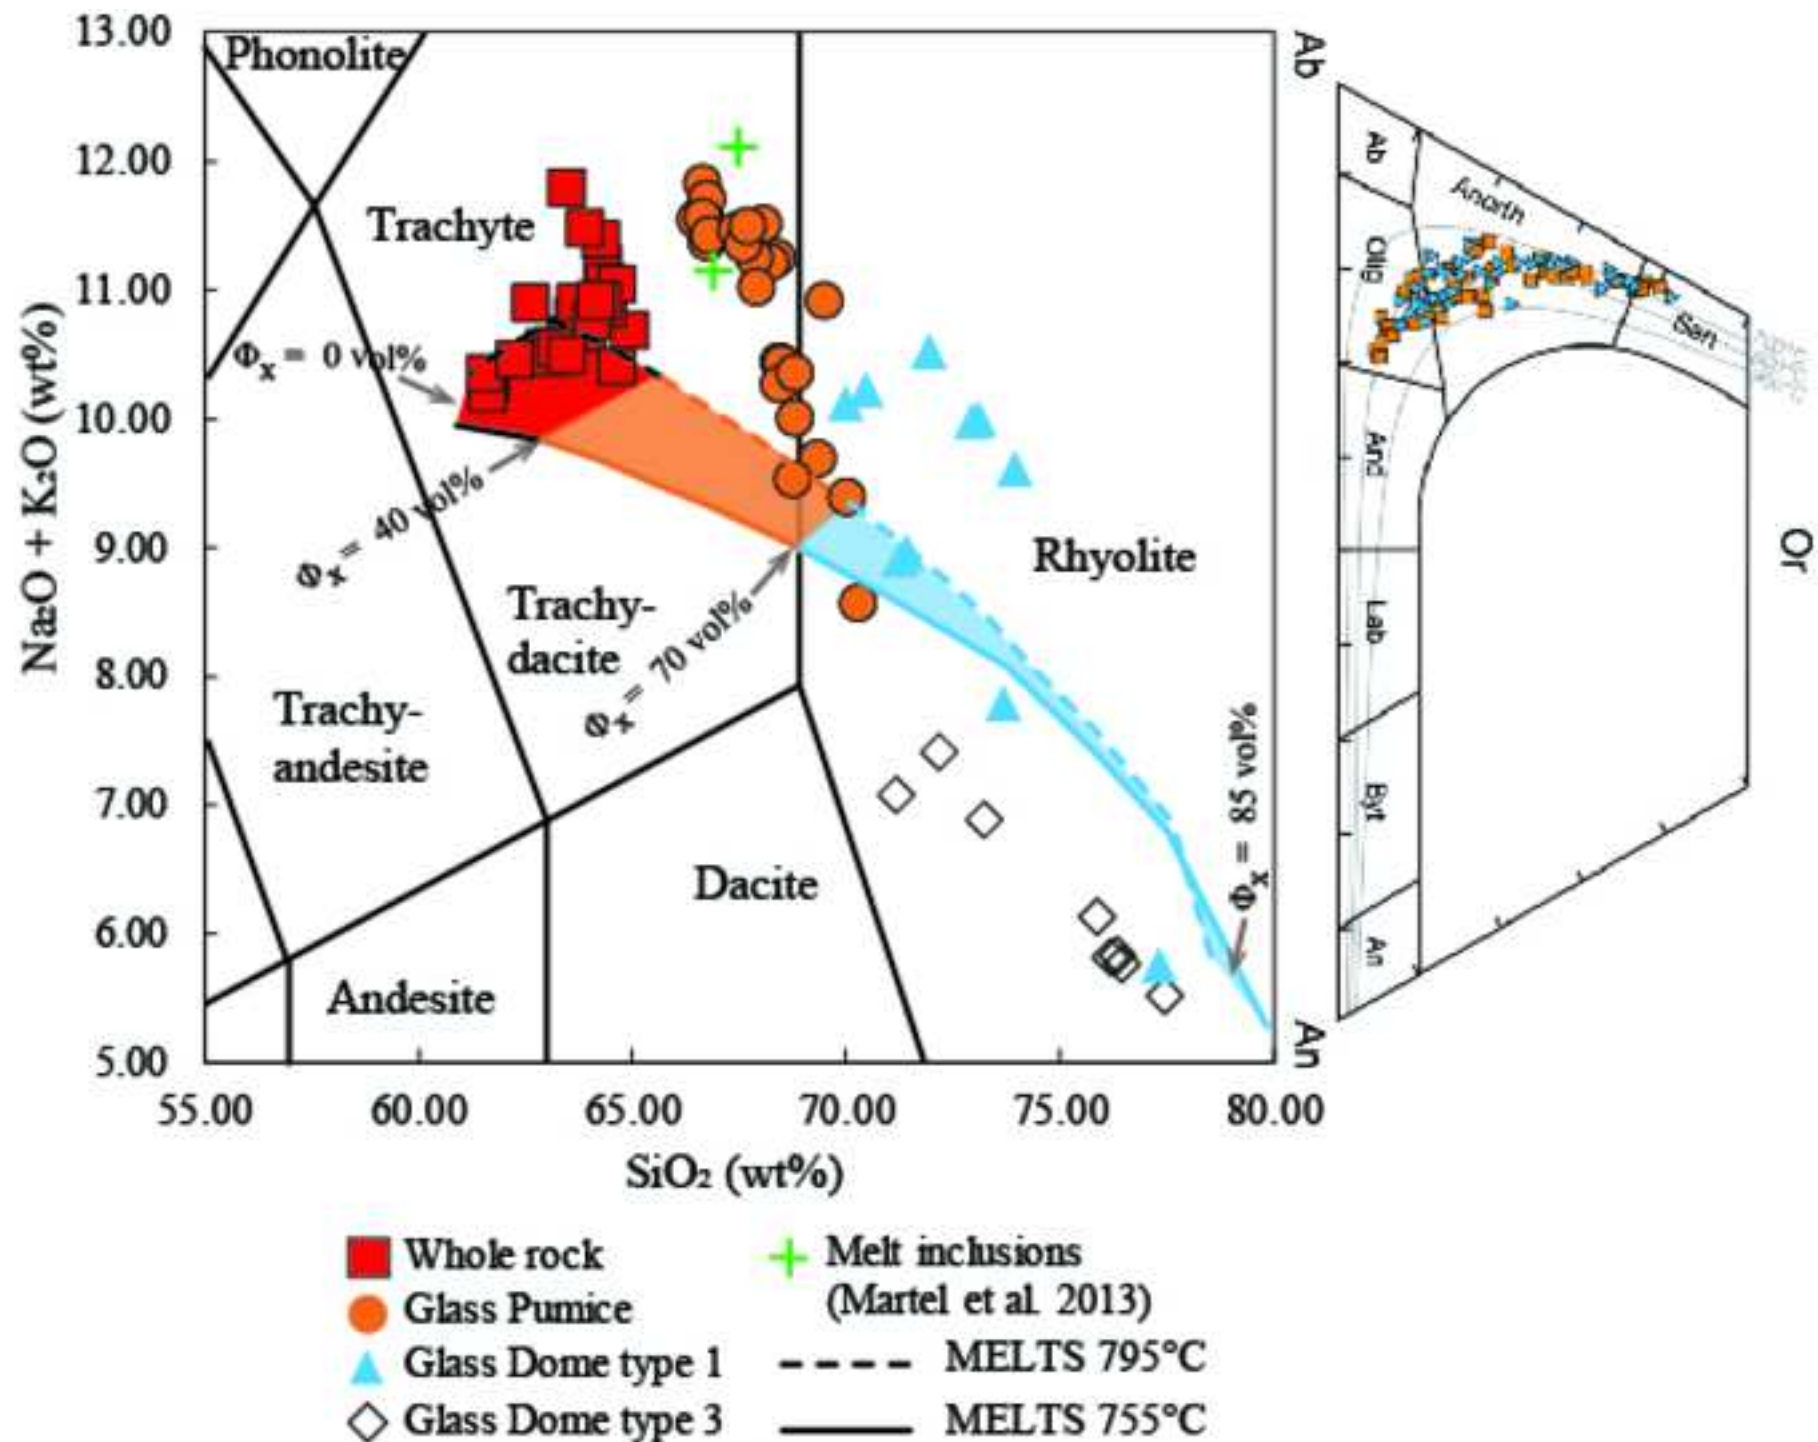 13.00
12.00
11.00
10.00
9.00
8.00
7.00
6.00
5.00
Na₂O + K₂O (wt%)
55.00 60.00 65.00 70.00 75.00 80.00
SiO₂ (wt%)
Phonolite
Trachyte
Φx = 0 vol%
Φx = 40 vol%
Φx = 70 vol%
Φx = 85 vol%
Trachy-
dacite
Rhyolite
Trachy-
andesite
Dacite
Andesite
Ab
An
Or
Ab
Anorth
Olig
San
And
Lab
Byt
An
Whole rock
Glass Pumice
Glass Dome type 1
Glass Dome type 3
Melt inclusions
(Martel et al. 2013)
MELTS 795°C
MELTS 755°C